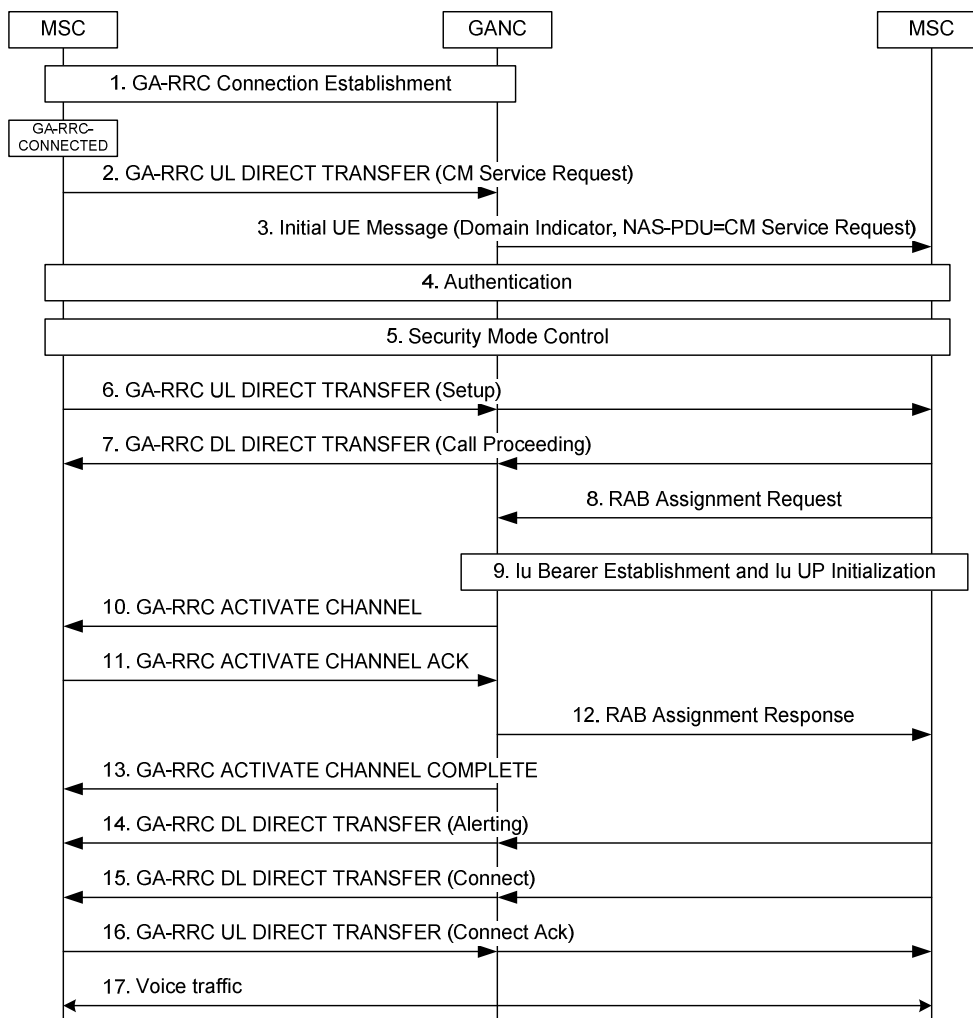 MSC
GANC
MSC
1. GA-RRC Connection Establishment
GA-RRC-
CONNECTED
2. GA-RRC UL DIRECT TRANSFER (CM Service Request)
3. Initial UE Message (Domain Indicator, NAS-PDU=CM Service Request)
4. Authentication
5. Security Mode Control
6. GA-RRC UL DIRECT TRANSFER (Setup)
7. GA-RRC DL DIRECT TRANSFER (Call Proceeding)
8. RAB Assignment Request
9. Iu Bearer Establishment and Iu UP Initialization
10. GA-RRC ACTIVATE CHANNEL
11. GA-RRC ACTIVATE CHANNEL ACK
12. RAB Assignment Response
13. GA-RRC ACTIVATE CHANNEL COMPLETE
14. GA-RRC DL DIRECT TRANSFER (Alerting)
15. GA-RRC DL DIRECT TRANSFER (Connect)
16. GA-RRC UL DIRECT TRANSFER (Connect Ack)
17. Voice traffic